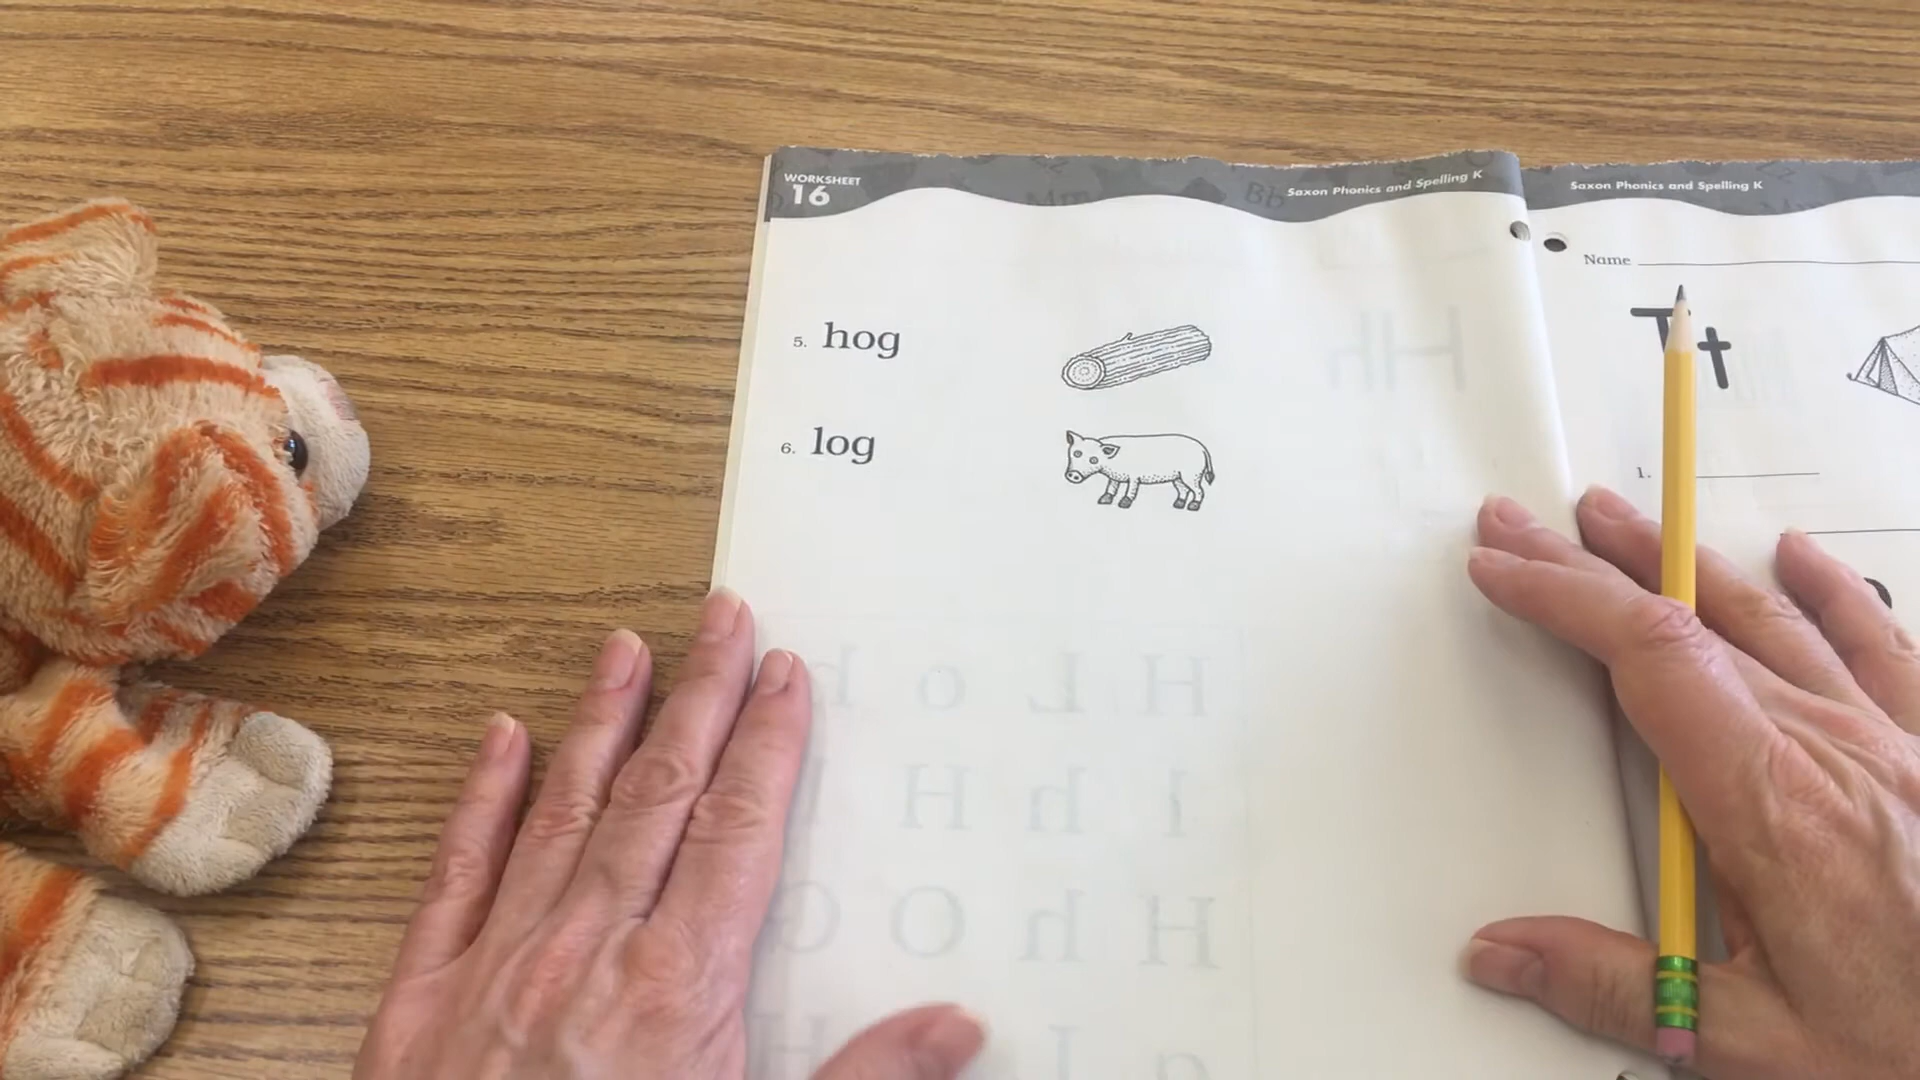 WORKSHEET
16
Saxon Phonics and Spelling K
5. hog
6. log
Saxon Phonics and Spelling K
Name
Tt
1.